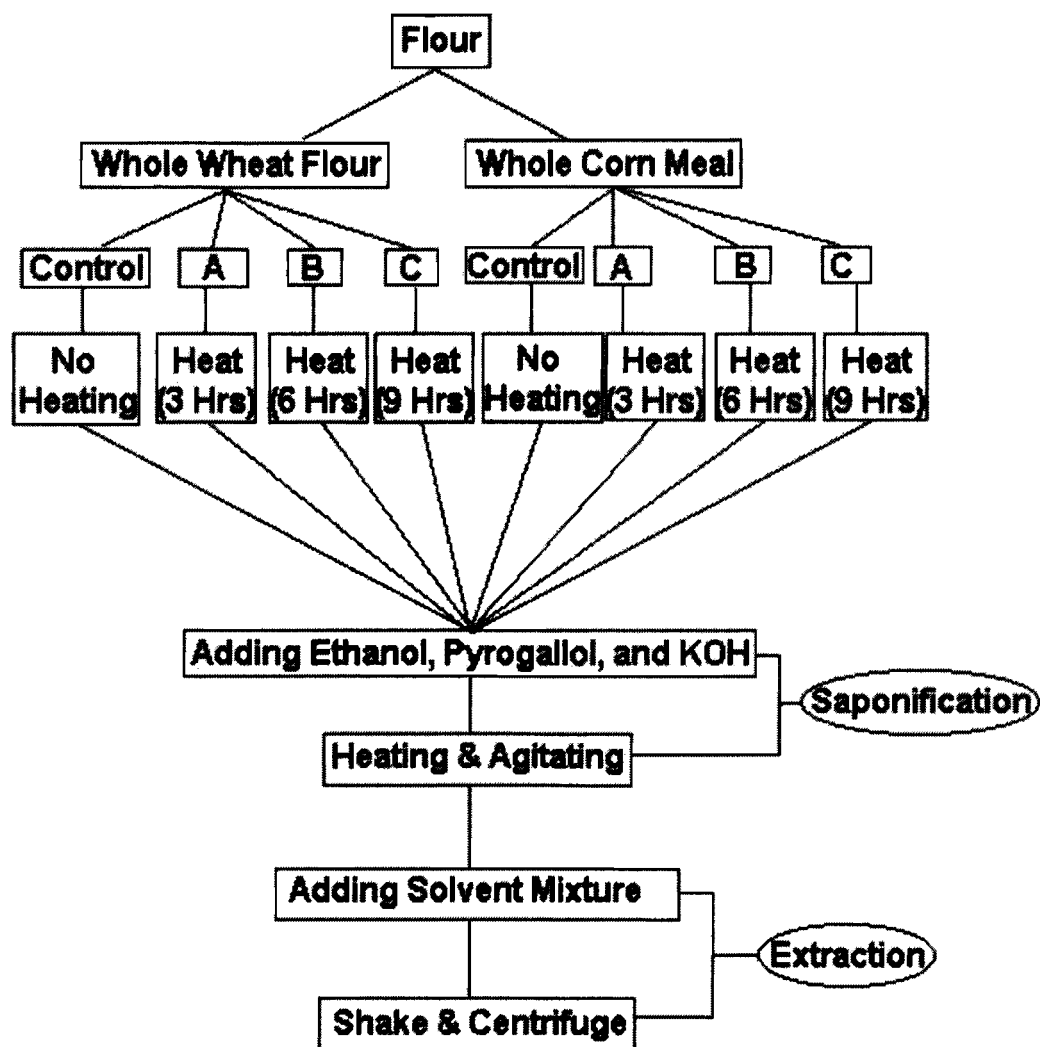 Flour
Whole Wheat Flour
Whole Corn Meal
Control
A
B
C
Control
A
B
C
No
Heating
Heat
(3 Hrs)
Heat
(6 Hrs)
Heat
(9 Hrs)
No
Heating
Heat
(3 Hrs)
Heat
(6 Hrs)
Heat
(9 Hrs)
Adding Ethanol, Pyrogallol, and KOH
Saponification
Heating & Agitating
Adding Solvent Mixture
Extraction
Shake & Centrifuge